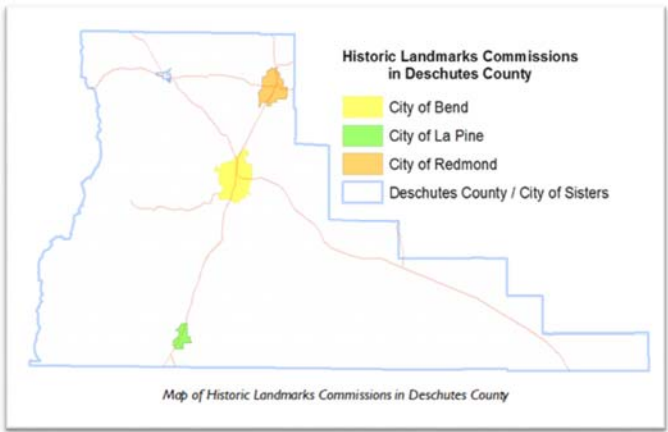 Historic Landmarks Commissions
in Deschutes County
City of Bend
City of La Pine
City of Redmond
Deschutes County / City of Sisters
Map of Historic Landmarks Commissions in Deschutes County